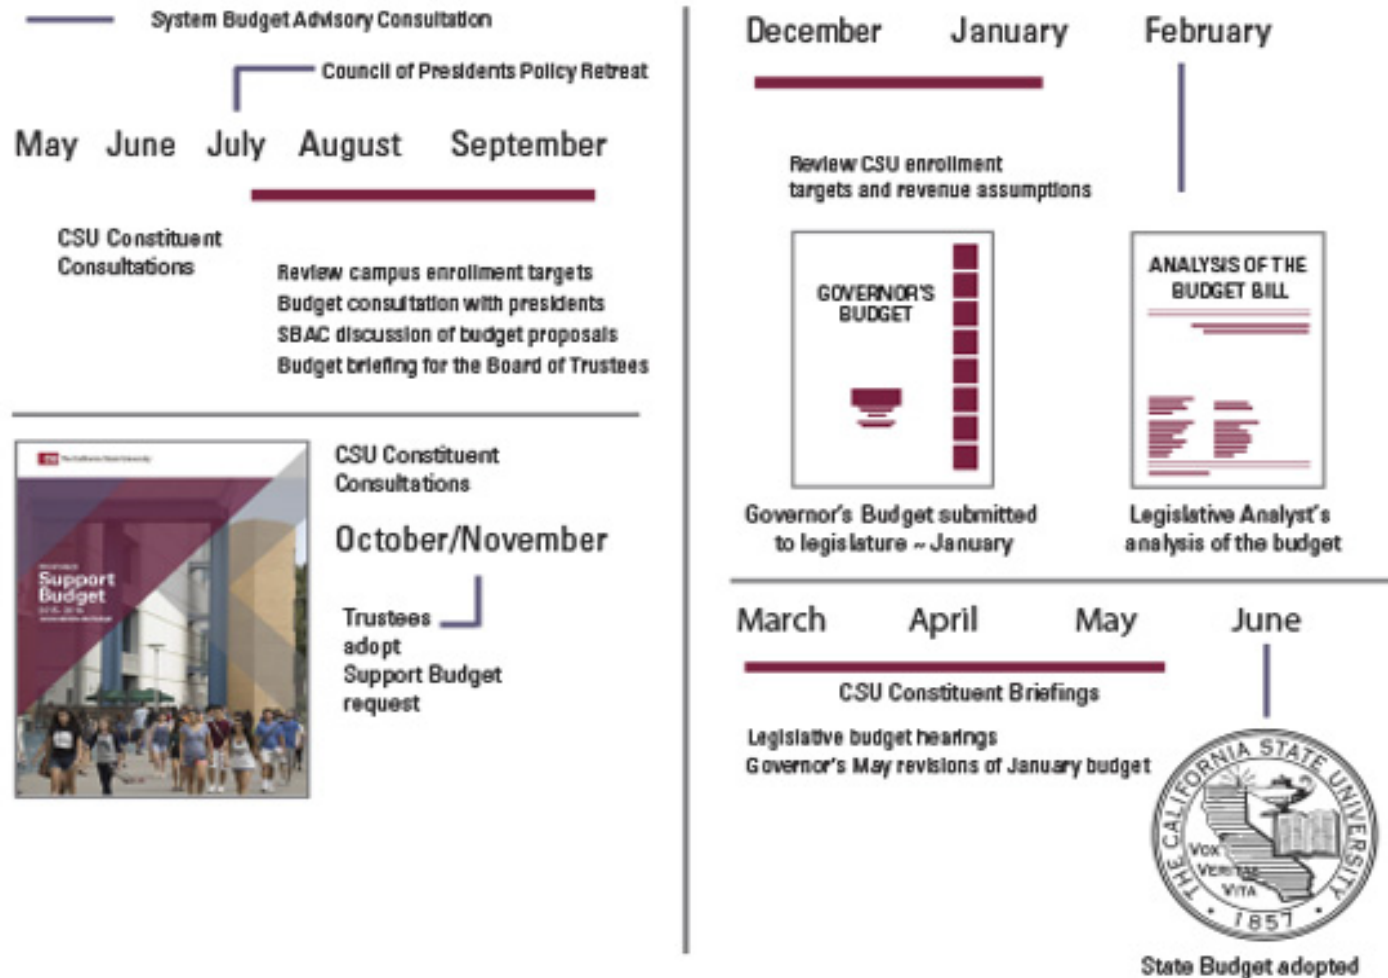 System Budget Advisory Consultation
Council of Presidents Policy Retreat
May June July August September
CSU Constituent
Consultations
Review campus enrollment targets
Budget consultation with presidents
SBAC discussion of budget proposals
Budget briefing for the Board of Trustees
The California State University
Support
Budget
CSU Constituent
Consultations
October/November
Trustees
adopt
Support Budget
request
December January February
Review CSU enrollment
targets and revenue assumptions
GOVERNOR'S
BUDGET
Governor's Budget submitted
to legislature ~ January
ANALYSIS OF THE
BUDGET BILL
Legislative Analyst's
analysis of the budget
March April May June
CSU Constituent Briefings
Legislative budget hearings
Governor's May revisions of January budget
THE CALIFORNIA STATE UNIVERSITY
VOX
VERITAS
VITA
1857
State Budget adopted